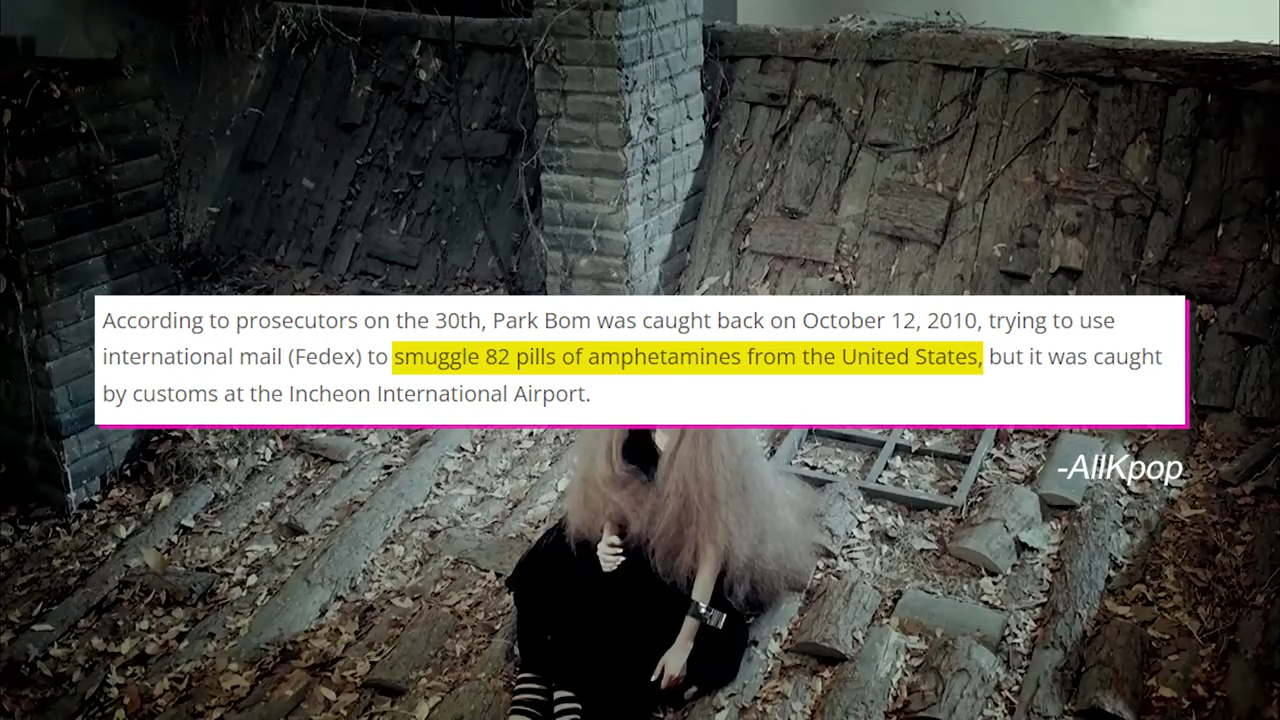 According to prosecutors on the 30th, Park Bom was caught back on October 12, 2010, trying to use
international mail (Fedex) to smuggle 82 pills of amphetamines from the United States, but it was caught
by customs at the Incheon International Airport.
-AllKpop